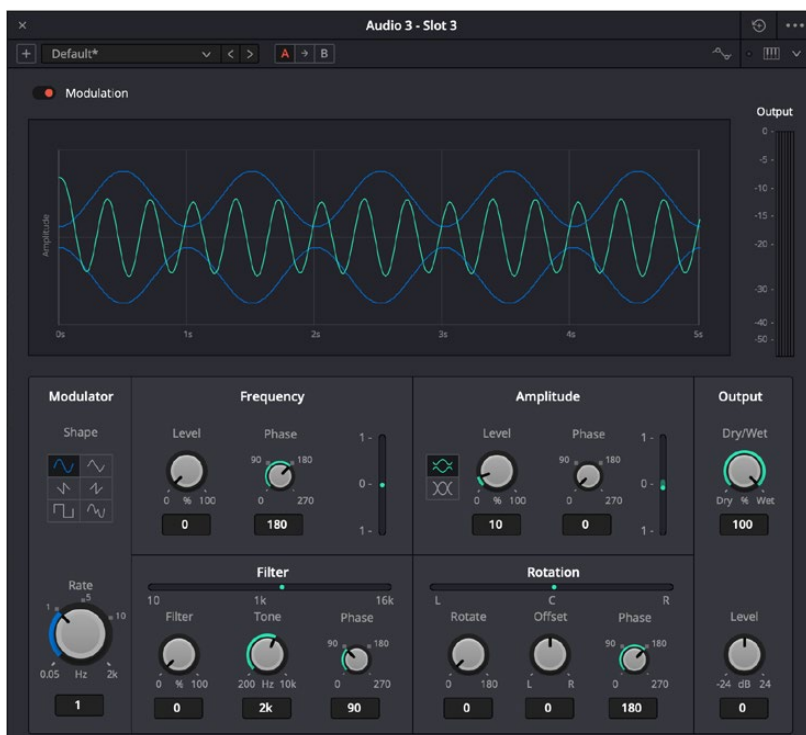 × Audio 3 - Slot 3 •••
+ Default* < > A → B
Modulation
Output
0 -
-5 -
-10 -
-15 -
-20 -
-30 -
-40 -
-50 -
Amplitude
0s 1s 2s 3s 4s 5s
Modulator Frequency Amplitude Output
Shape Level Phase 1 - Level Phase 1 - Dry/Wet
90 180 90 180
0 - 0 -
0 % 100 0 270 0 % 100 0 270 Dry % Wet
0 180 1 - 10 0 1 - 100
Filter Rotation
10 1k 16k L C R
Rate Filter Tone Phase Rotate Offset Phase Level
1 5 10 90 180 90 180
0.05 Hz 2k 0 % 100 200 Hz 10k 0 270 0 180 L R 0 270 -24 dB 24
1 0 2k 90 0 0 180 0